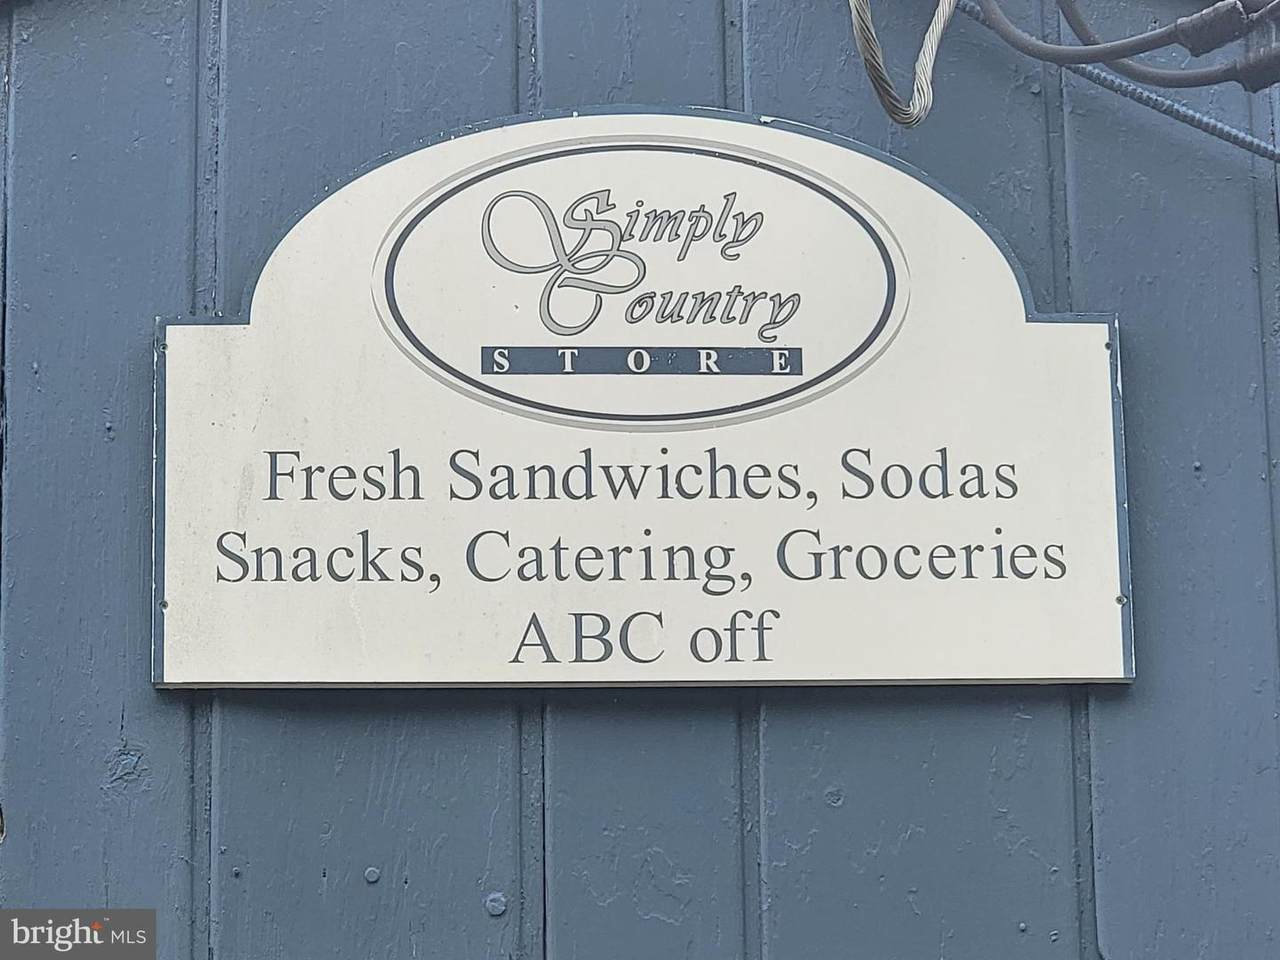 Simply
Country
STORE
Fresh Sandwiches, Sodas
Snacks, Catering, Groceries
ABC off
bright MLS